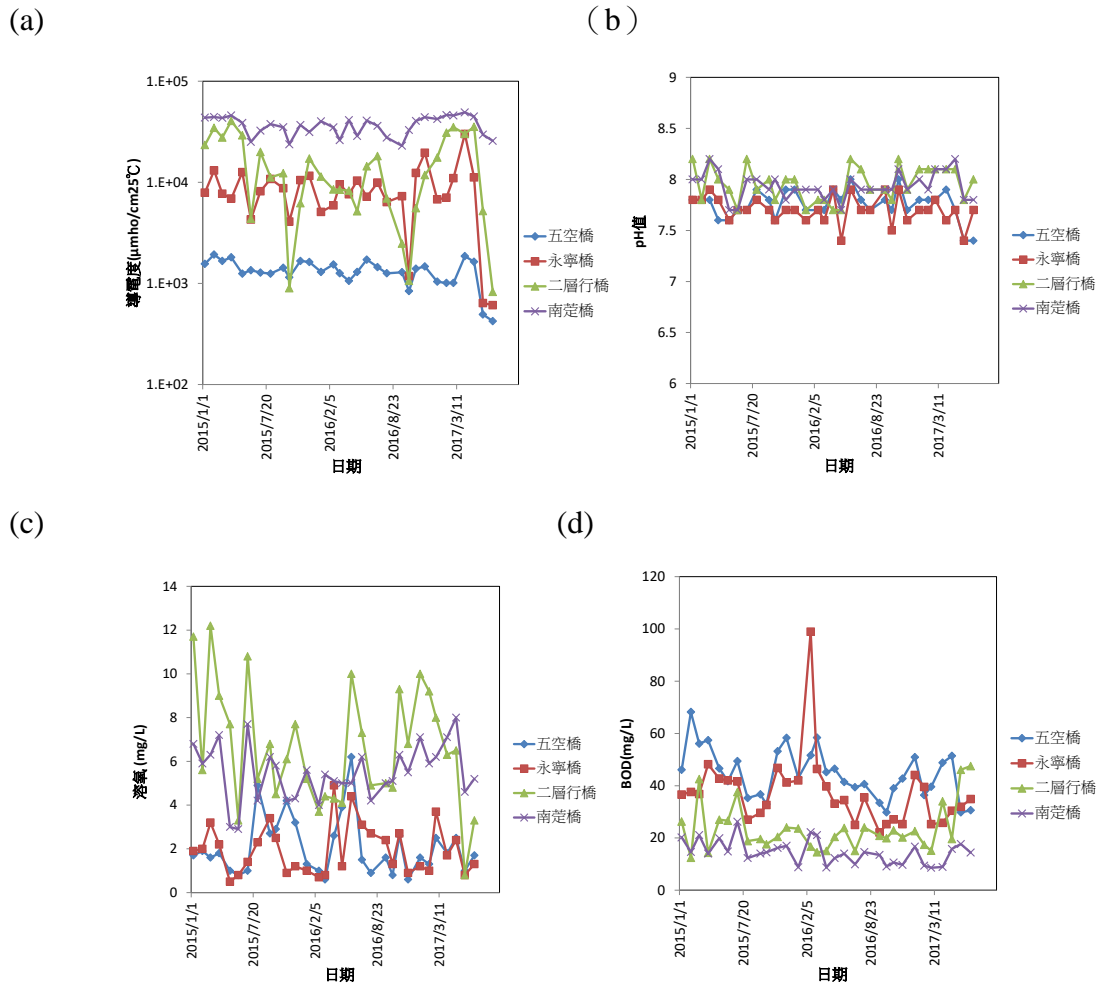 (a)
1.E+05
1.E+04
1.E+03
1.E+02
導電度(μmho/cm25℃)
2015/1/1
2015/7/20
2016/2/5
2016/8/23
2017/3/11
日期
五空橋
永寧橋
二層行橋
南萣橋
（b）
9
8.5
8
7.5
7
6.5
6
pH值
2015/1/1
2015/7/20
2016/2/5
2016/8/23
2017/3/11
日期
五空橋
永寧橋
二層行橋
南萣橋
(c)
14
12
10
8
6
4
2
0
溶氧 (mg/L)
2015/1/1
2015/7/20
2016/2/5
2016/8/23
2017/3/11
日期
五空橋
永寧橋
二層行橋
南萣橋
(d)
120
100
80
60
40
20
0
BOD(mg/L)
2015/1/1
2015/7/20
2016/2/5
2016/8/23
2017/3/11
日期
五空橋
永寧橋
二層行橋
南萣橋